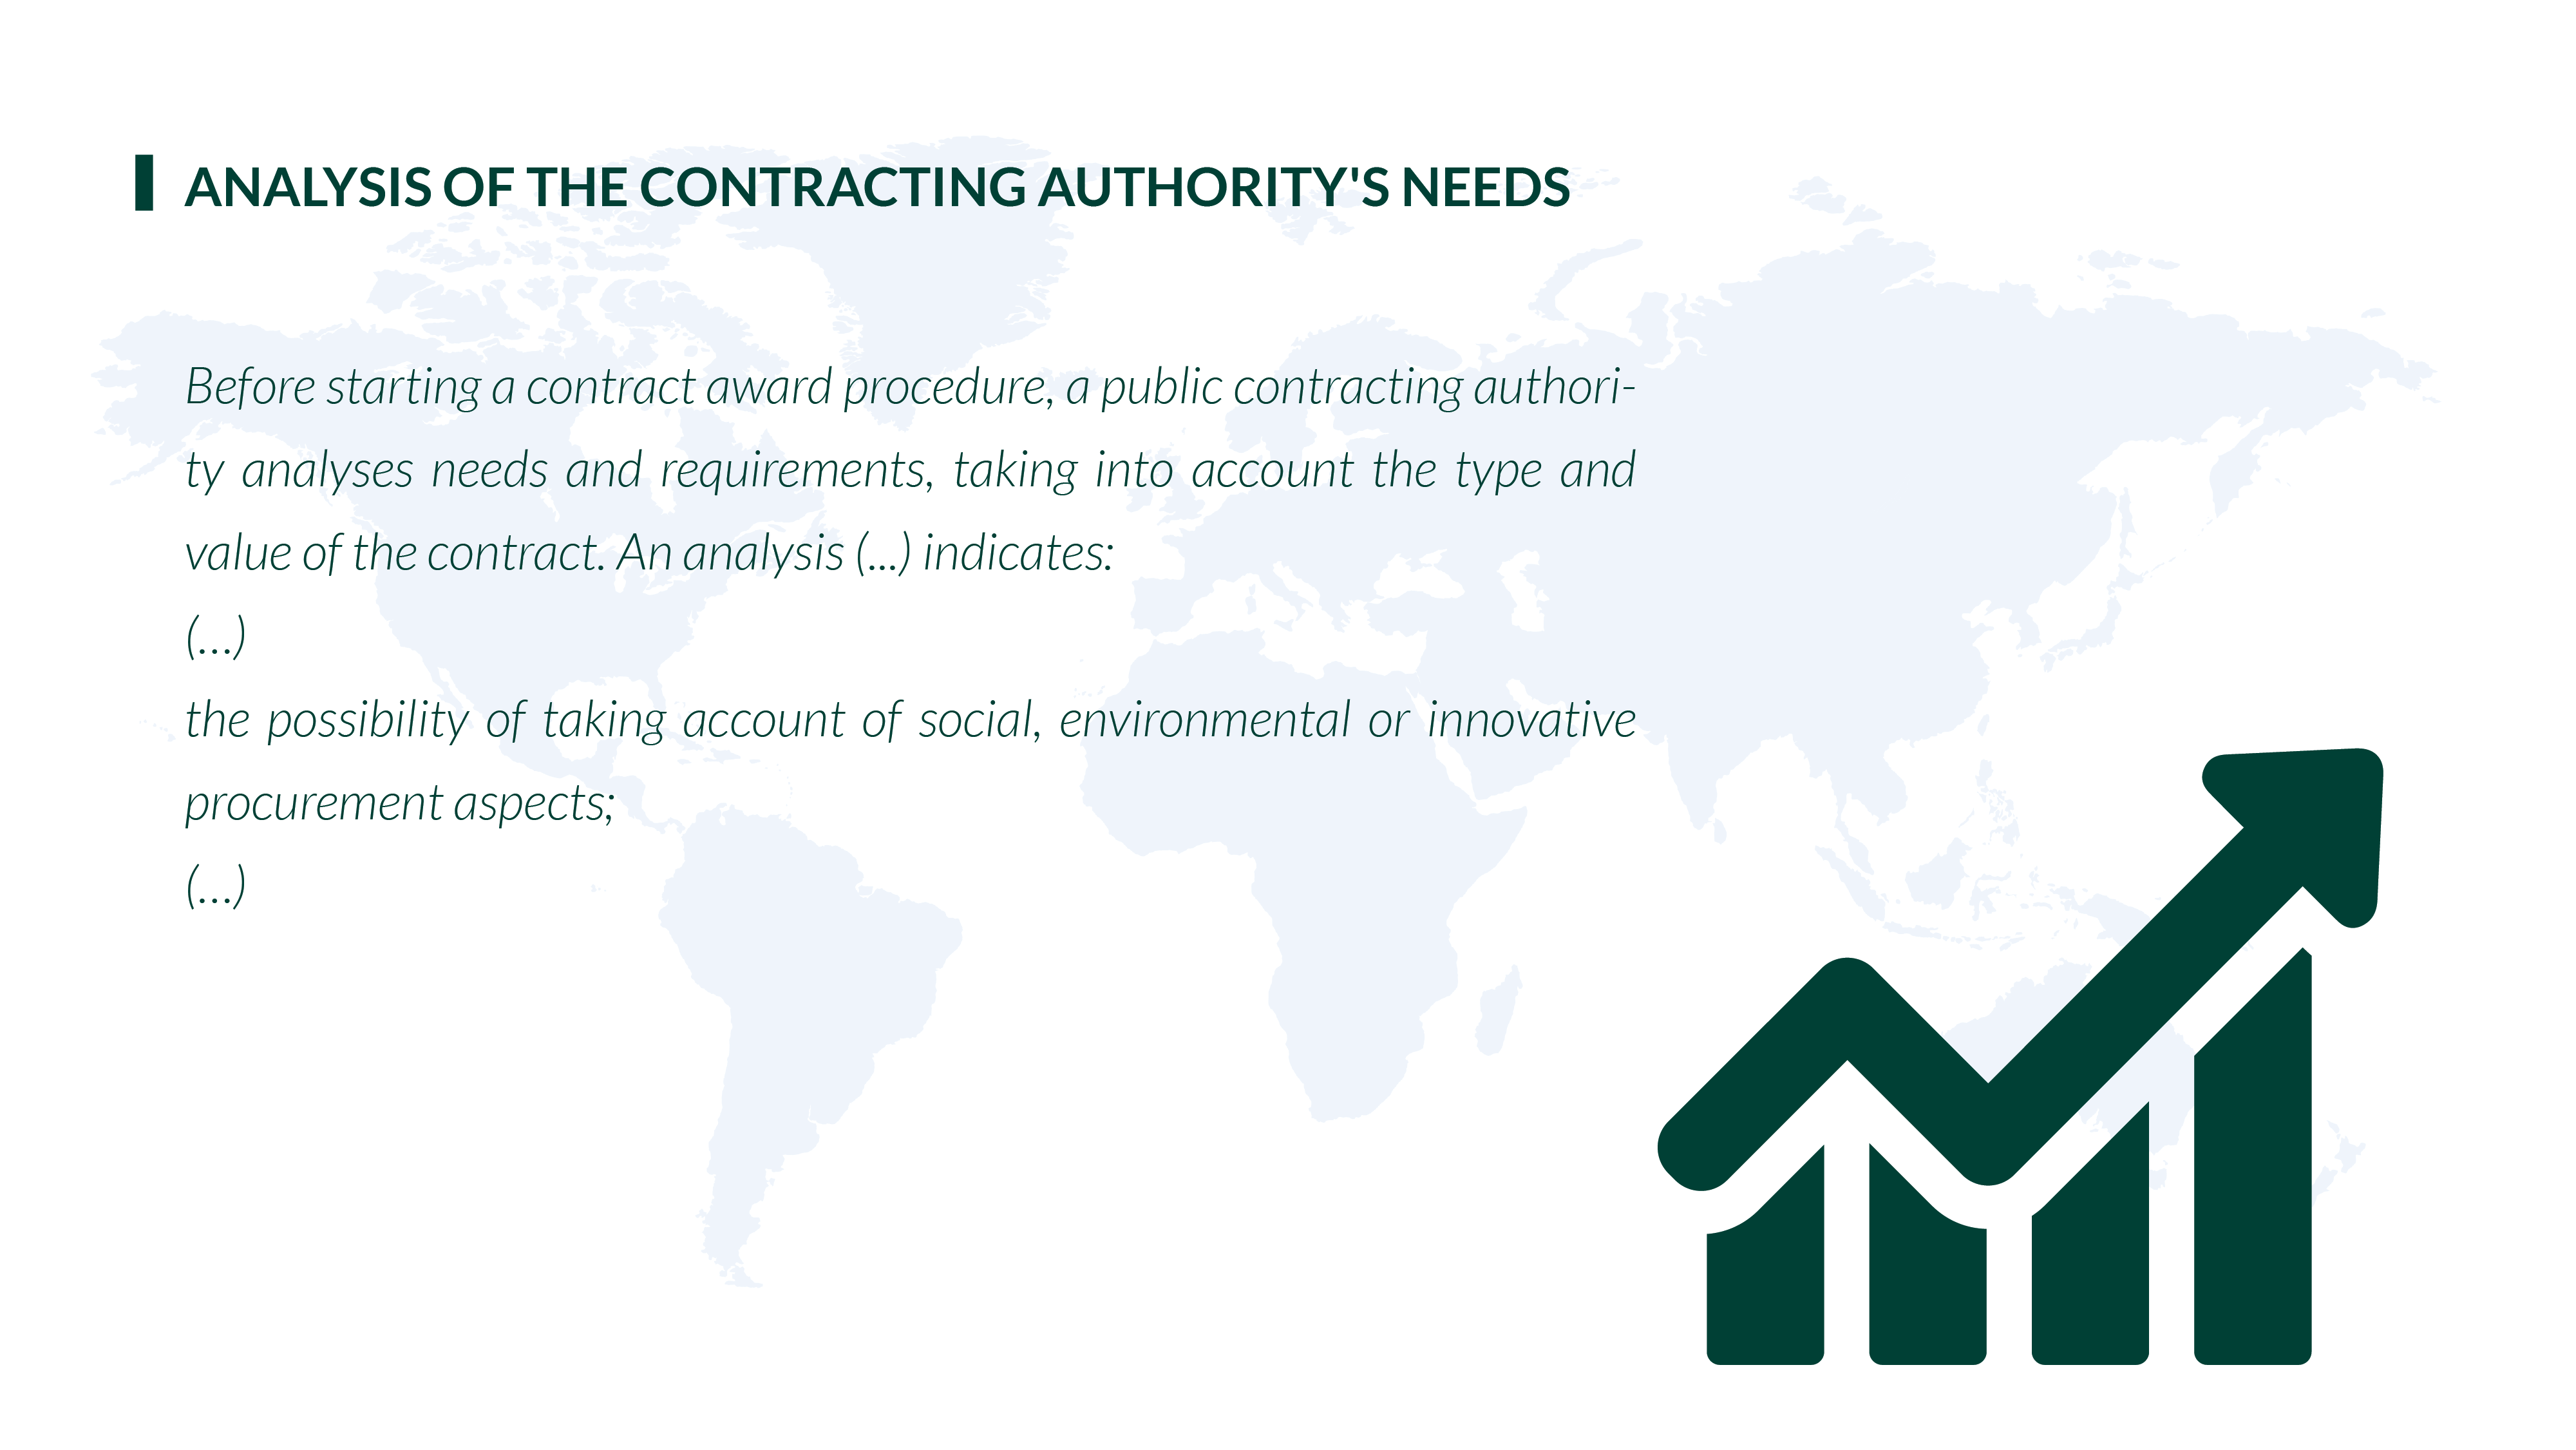 ANALYSIS OF THE CONTRACTING AUTHORITY'S NEEDS
Before starting a contract award procedure, a public contracting authori-
ty analyses needs and requirements, taking into account the type and
value of the contract. An analysis (...) indicates:
(...)
the possibility of taking account of social, environmental or innovative
procurement aspects;
(...)